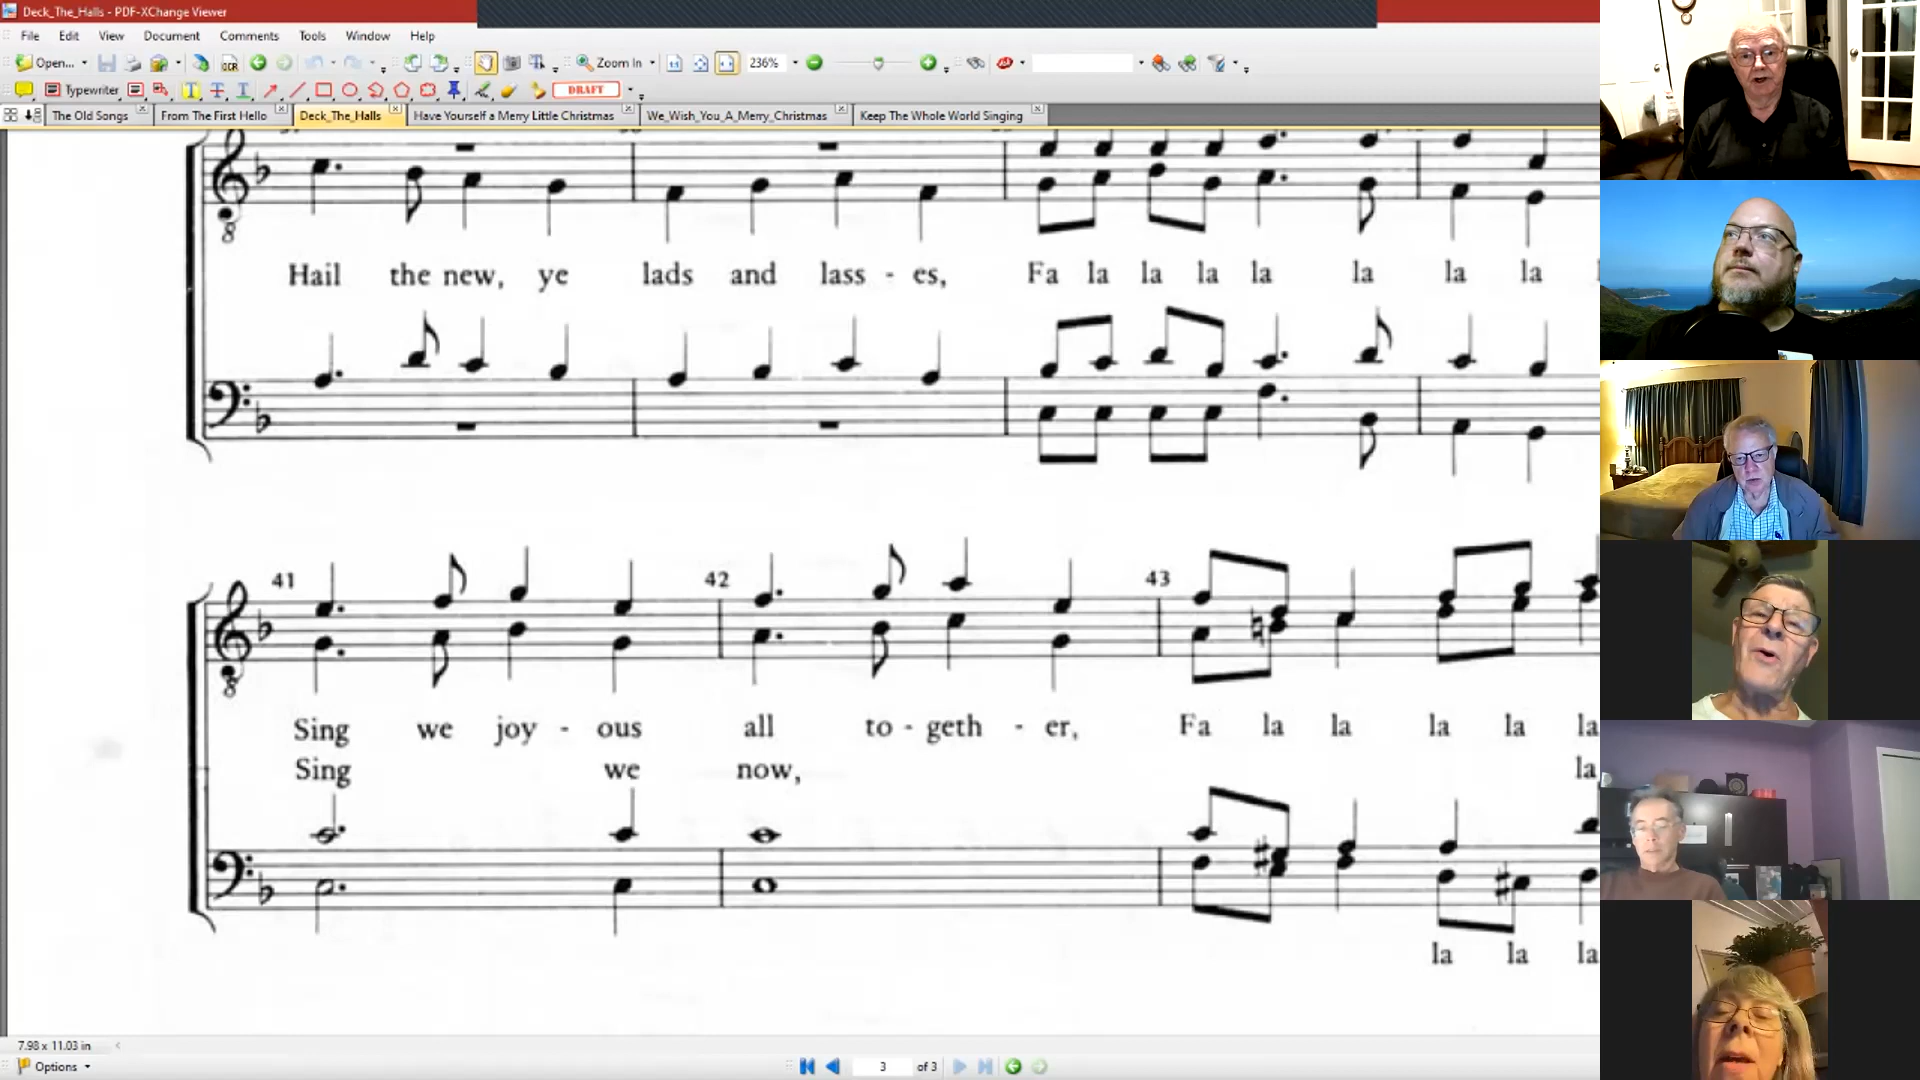 Deck_The_Halls - PDF-XChange Viewer
File Edit View Document Comments Tools Window Help
Open... OCR Zoom In 236%
Typewriter T T T DRAFT
The Old Songs From The First Hello Deck_The_Halls Have Yourself a Merry Little Christmas We_Wish_You_A_Merry_Christmas Keep The Whole World Singing
8
Hail the new, ye lads and lass - es, Fa la la la la la la la
41 42 43
8
Sing we joy - ous all to - geth - er, Fa la la la la la
Sing we now, la
la la la
7.98 x 11.03 in
Options 3 of 3